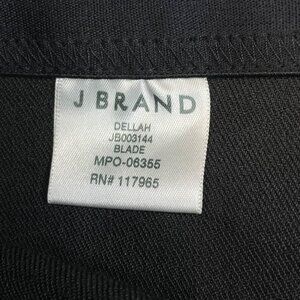 J BRAND
DELLAH
JB003144
BLADE
MPO-06355
RN# 117965